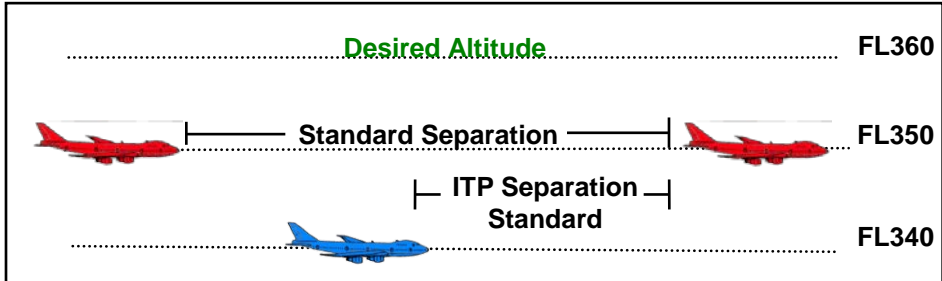 Desired Altitude
FL360
Standard Separation
FL350
ITP Separation
Standard
FL340